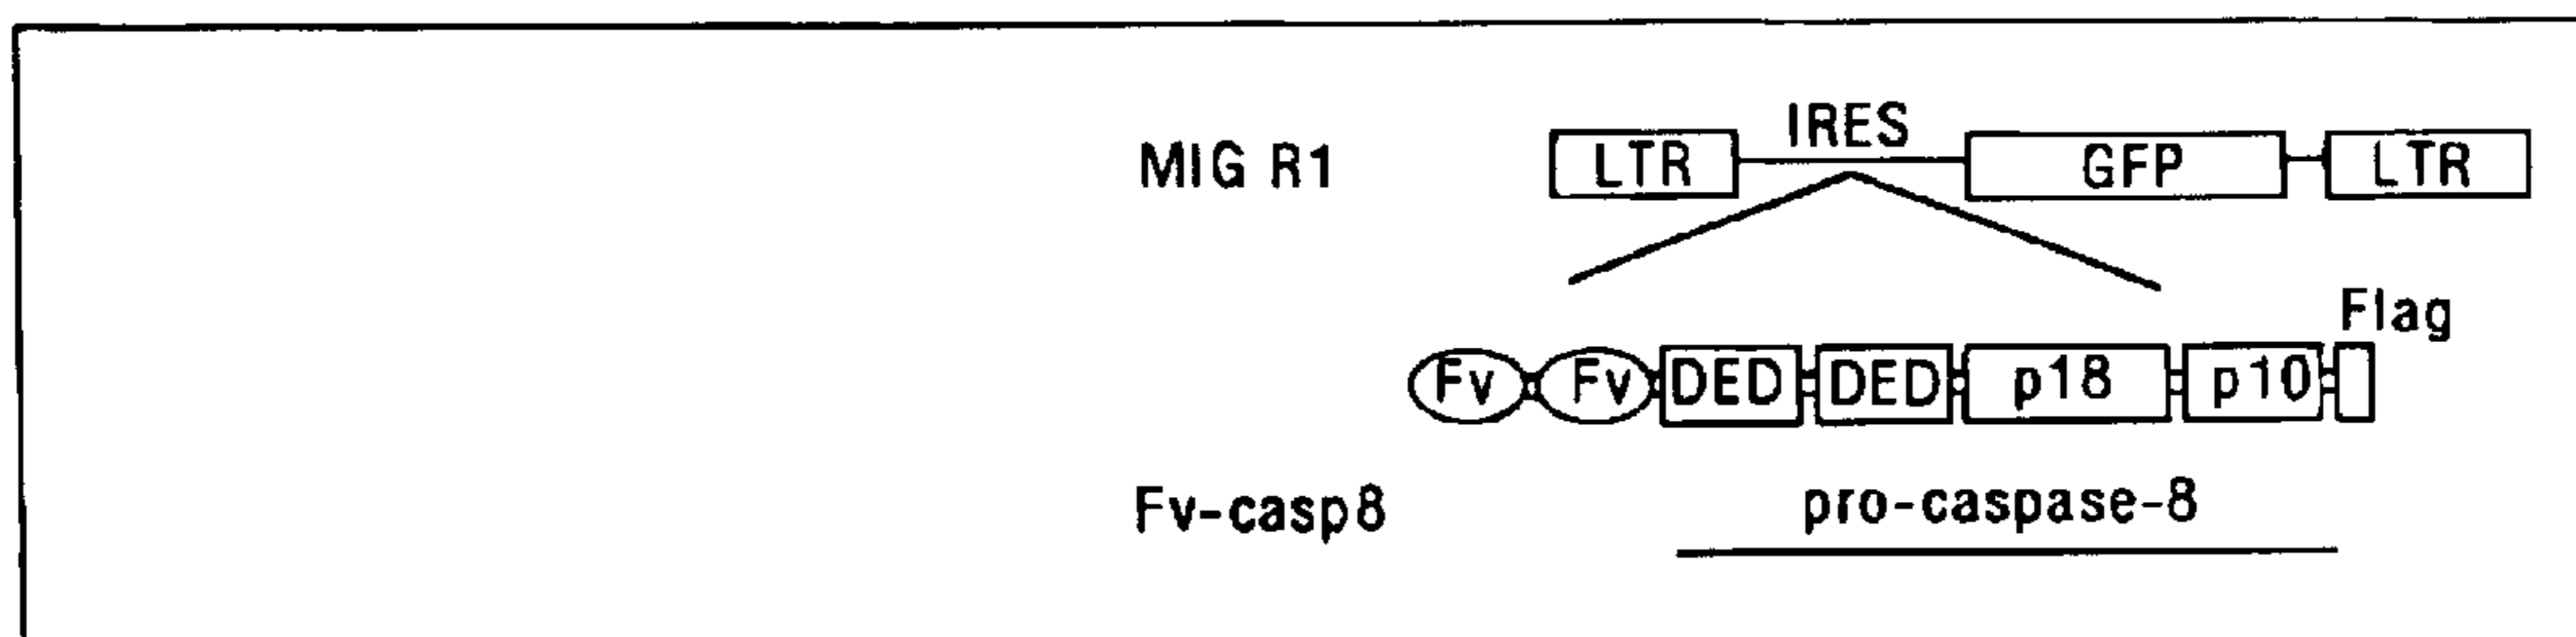 IRES
MIG R1 LTR GFP LTR
Flag
Fv Fv DED DED p18 p10
Fv-casp8 pro-caspase-8